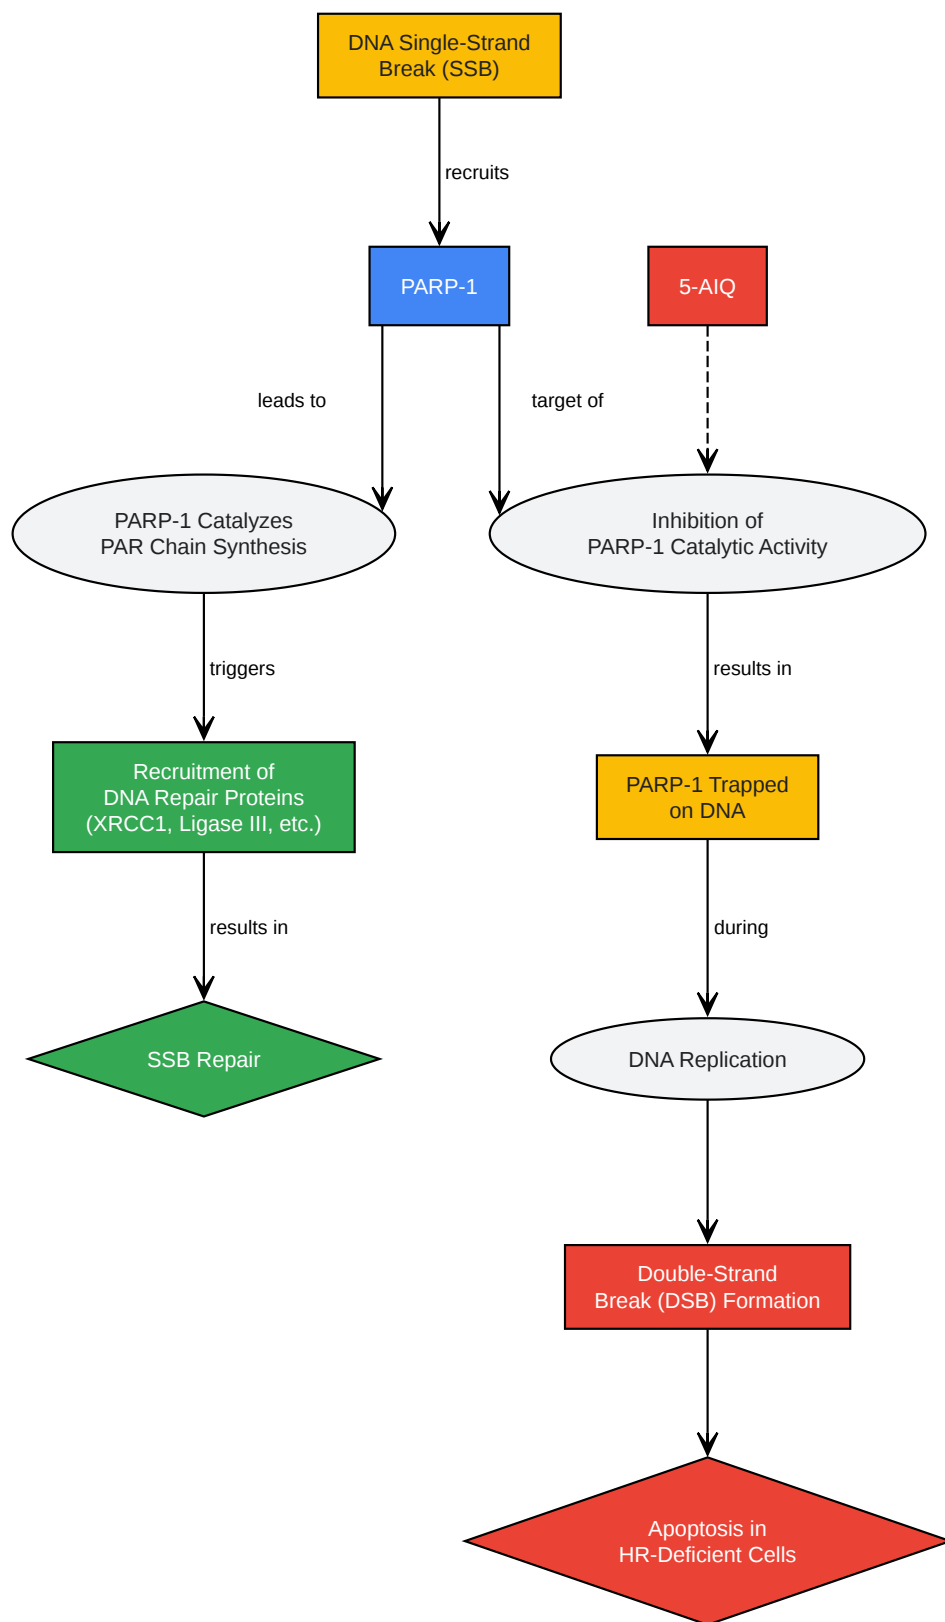 DNA Single-Strand
Break (SSB)
recruits
PARP-1
5-AIQ
leads to
target of
PARP-1 Catalyzes
PAR Chain Synthesis
Inhibition of
PARP-1 Catalytic Activity
triggers
results in
Recruitment of
DNA Repair Proteins
(XRCC1, Ligase III, etc.)
PARP-1 Trapped
on DNA
results in
during
SSB Repair
DNA Replication
Double-Strand
Break (DSB) Formation
Apoptosis in
HR-Deficient Cells